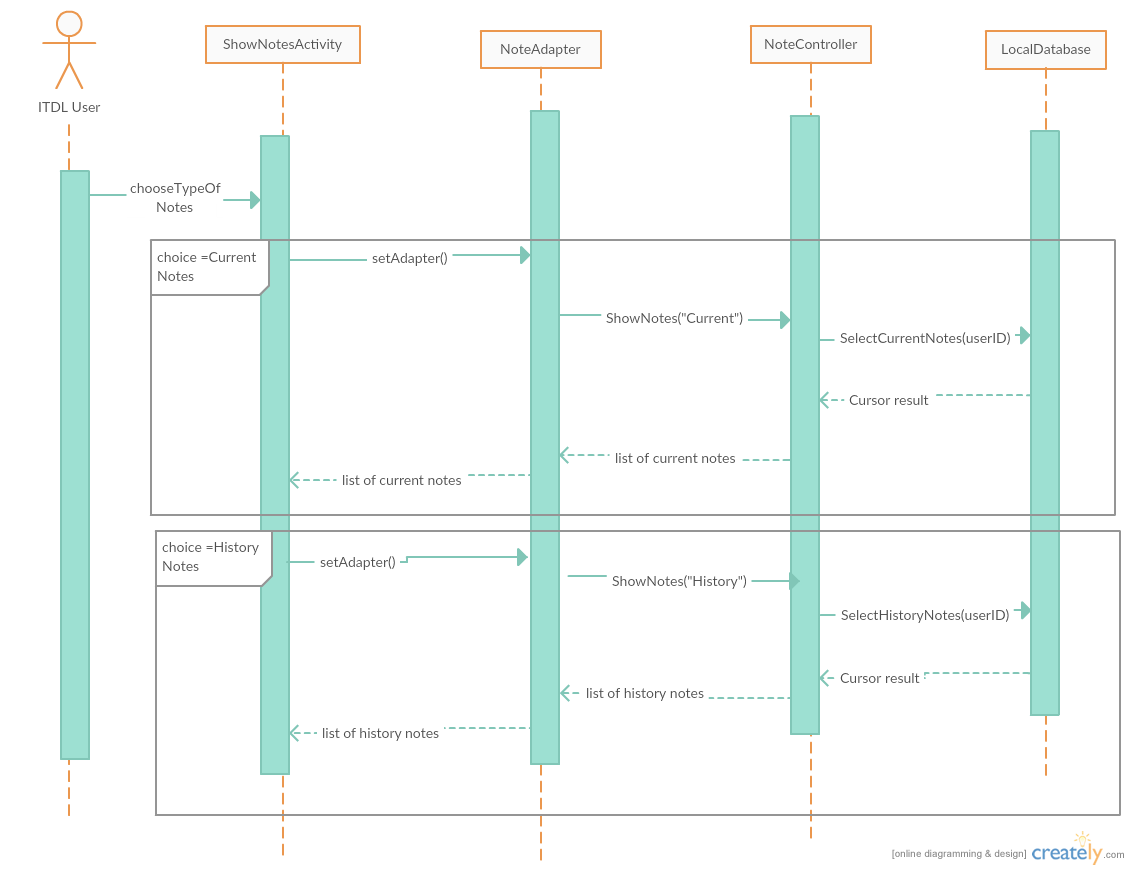 ITDL User
ShowNotesActivity
NoteAdapter
NoteController
LocalDatabase
chooseTypeOf
Notes
choice =Current
Notes
setAdapter()
ShowNotes("Current")
SelectCurrentNotes(userID)
Cursor result
list of current notes
list of current notes
choice =History
Notes
setAdapter()
ShowNotes("History")
SelectHistoryNotes(userID)
Cursor result
list of history notes
list of history notes
[online diagramming & design] creately.com